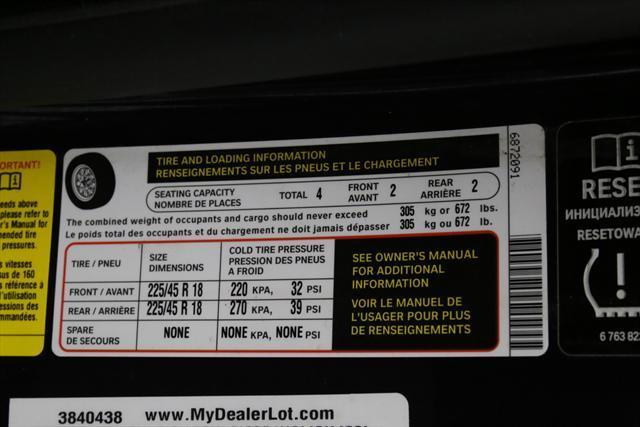 ORTANT!
eeds above
please refer to
r's Manual for
ended tire
pressures.
s vitesses
sus de 160
référence à
l'utilisation
ressions de
mmandées.
TIRE AND LOADING INFORMATION
RENSEIGNEMENTS SUR LES PNEUS ET LE CHARGEMENT
SEATING CAPACITY
NOMBRE DE PLACES
TOTAL 4
FRONT
AVANT 2
REAR
ARRIÈRE 2
The combined weight of occupants and cargo should never exceed 305 kg or 672 lbs.
Le poids total des occupants et du chargement ne doit jamais dépasser 305 kg ou 672 lb.
TIRE / PNEU
SIZE
DIMENSIONS
COLD TIRE PRESSURE
PRESSION DES PNEUS
A FROID
FRONT / AVANT 225/45 R 18 220 KPA, 32 PSI
REAR / ARRIÈRE 225/45 R 18 270 KPA, 39 PSI
SPARE
DE SECOURS
NONE NONE KPA, NONE PSI
SEE OWNER'S MANUAL
FOR ADDITIONAL
INFORMATION
VOIR LE MANUEL DE
L'USAGER POUR PLUS
DE RENSEIGNEMENTS
6872091
RESE
ИНИЦИАЛИЗ
RESETOWA
6 763 82
3840438 www.MyDealerLot.com